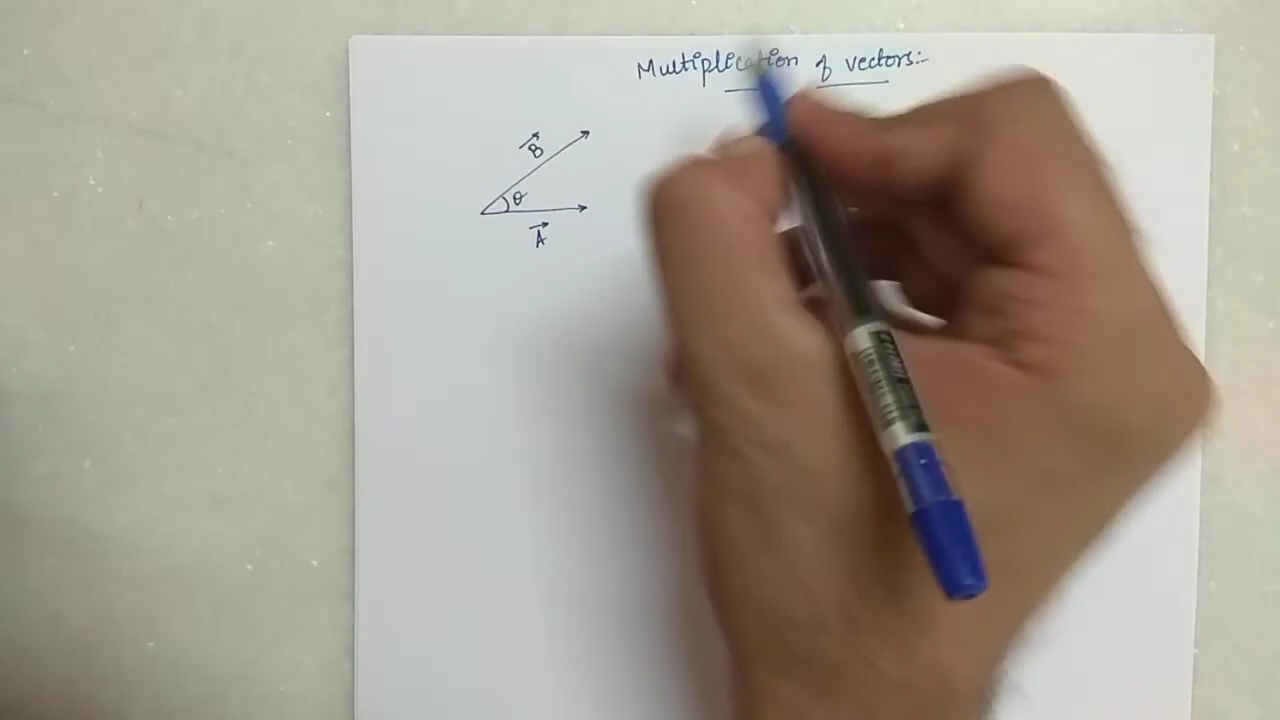 Multiplication of vectors:-
B
θ
A